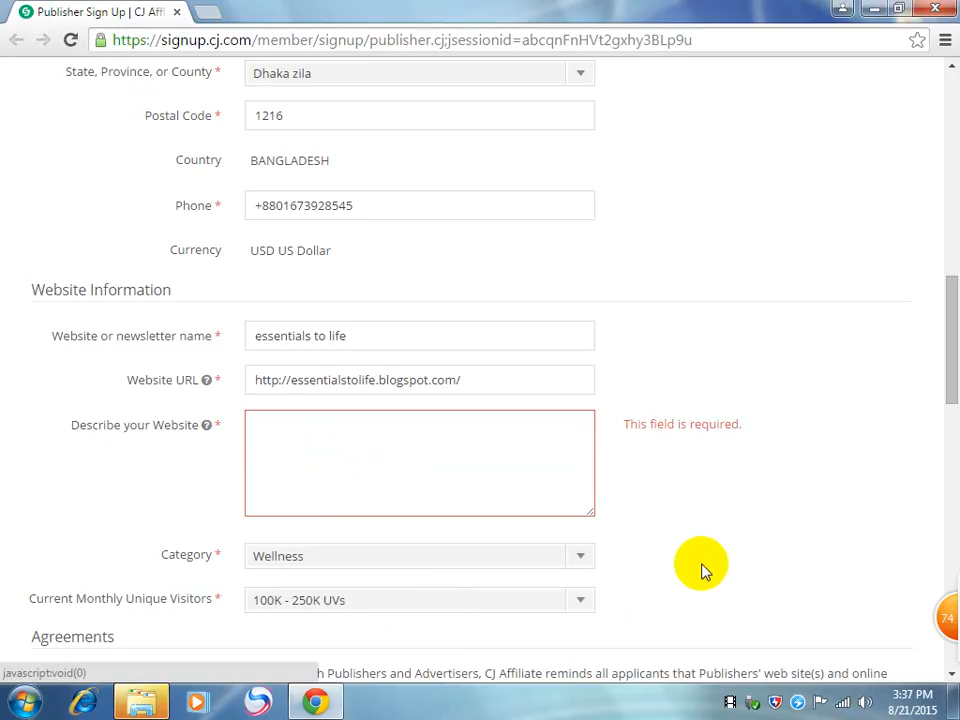 Publisher Sign Up | CJ Affi
https://signup.cj.com/member/signup/publisher.cj;jsessionid=abcqnFnHVt2gxhy3BLp9u
State, Province, or County * Dhaka zila
Postal Code * 1216
Country BANGLADESH
Phone * +8801673928545
Currency USD US Dollar
Website Information
Website or newsletter name * essentials to life
Website URL ? * http://essentialstolife.blogspot.com/
Describe your Website ? * This field is required.
Category * Wellness
Current Monthly Unique Visitors * 100K - 250K UVs
74
Agreements
javascript:void(0) h Publishers and Advertisers, CJ Affiliate reminds all applicants that Publishers' web site(s) and online
3:37 PM
8/21/2015